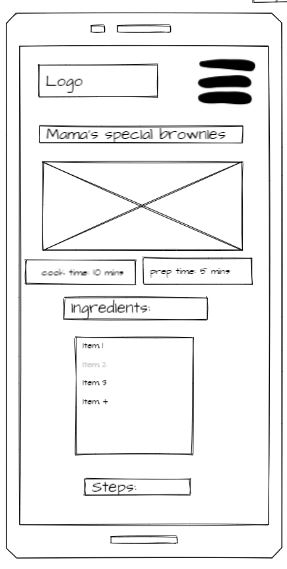 Logo
Mama's special brownies
cook time: 10 mins
prep time: 5 mins
Ingredients:
Item 1
Item 2
Item 3
Item 4
Steps: